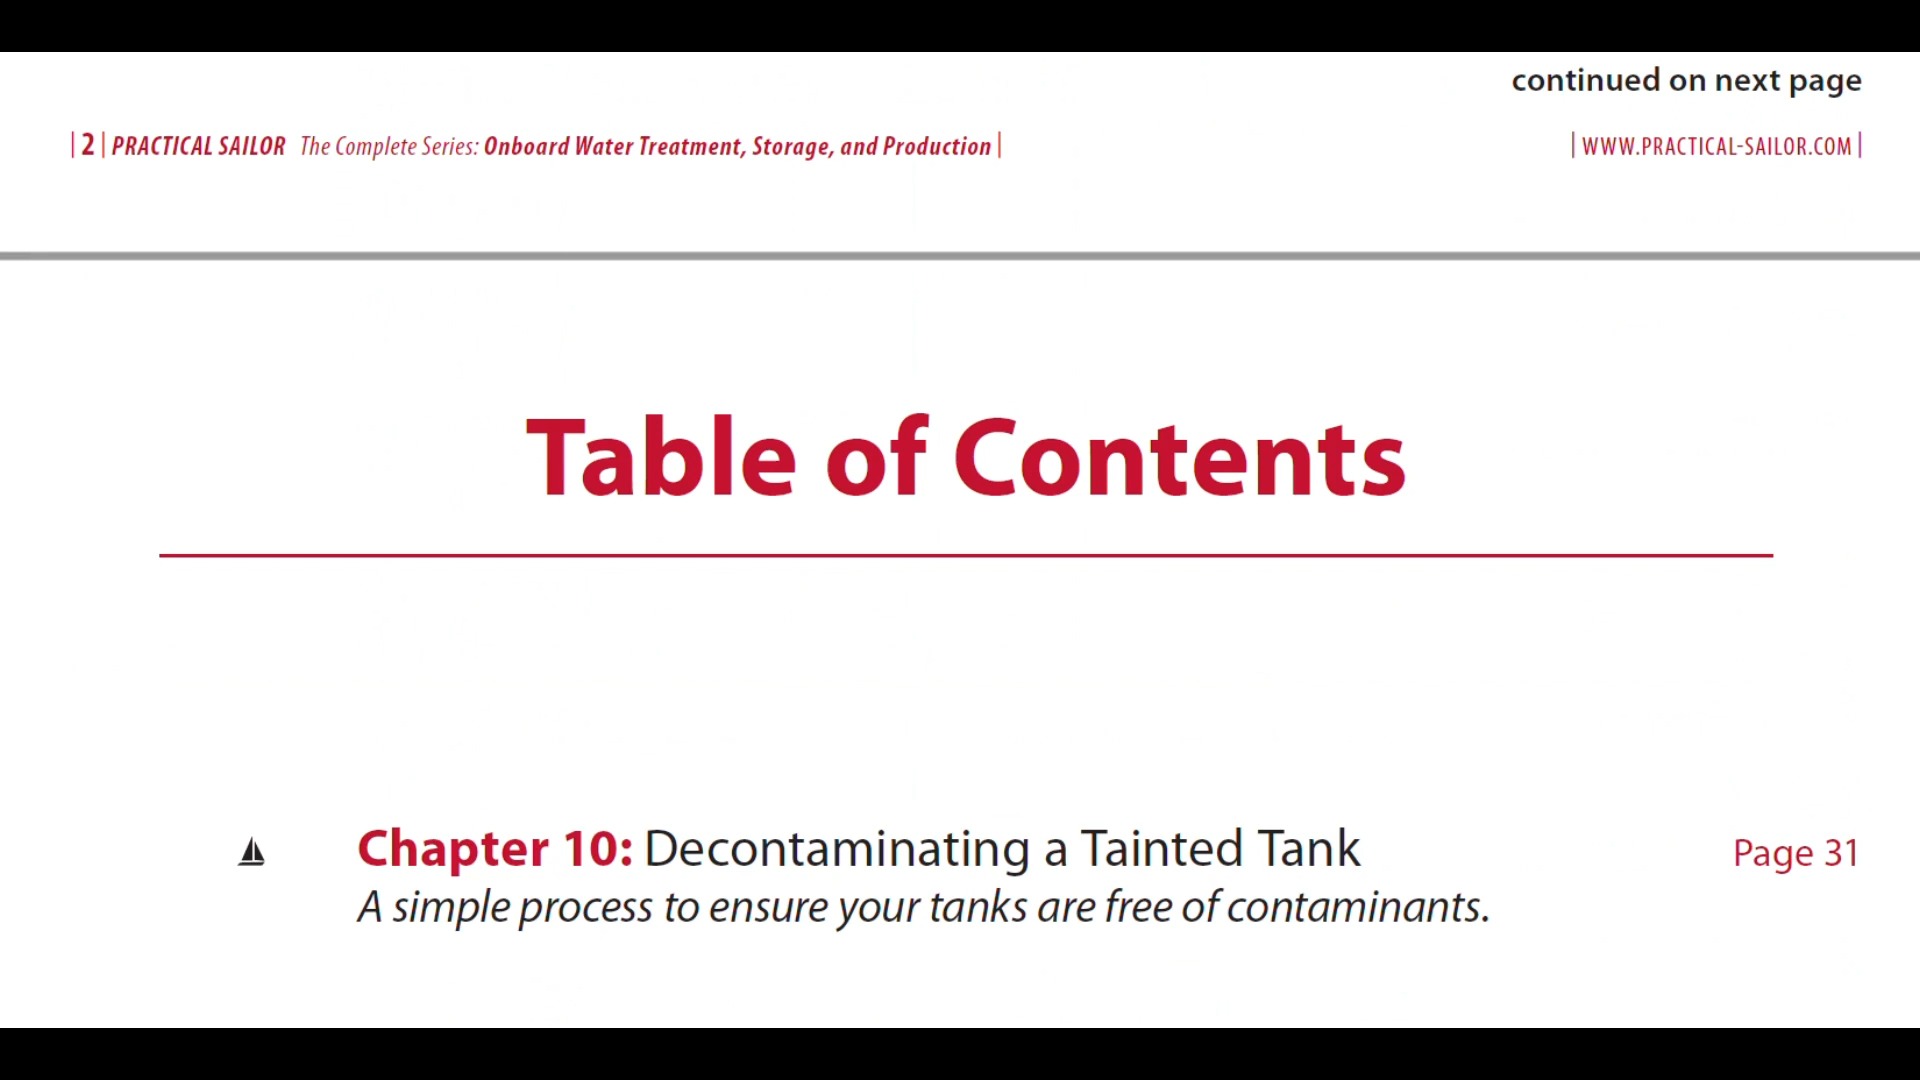 continued on next page
| 2 | PRACTICAL SAILOR The Complete Series: Onboard Water Treatment, Storage, and Production | | WWW.PRACTICAL-SAILOR.COM |
Table of Contents
Chapter 10: Decontaminating a Tainted Tank Page 31
A simple process to ensure your tanks are free of contaminants.